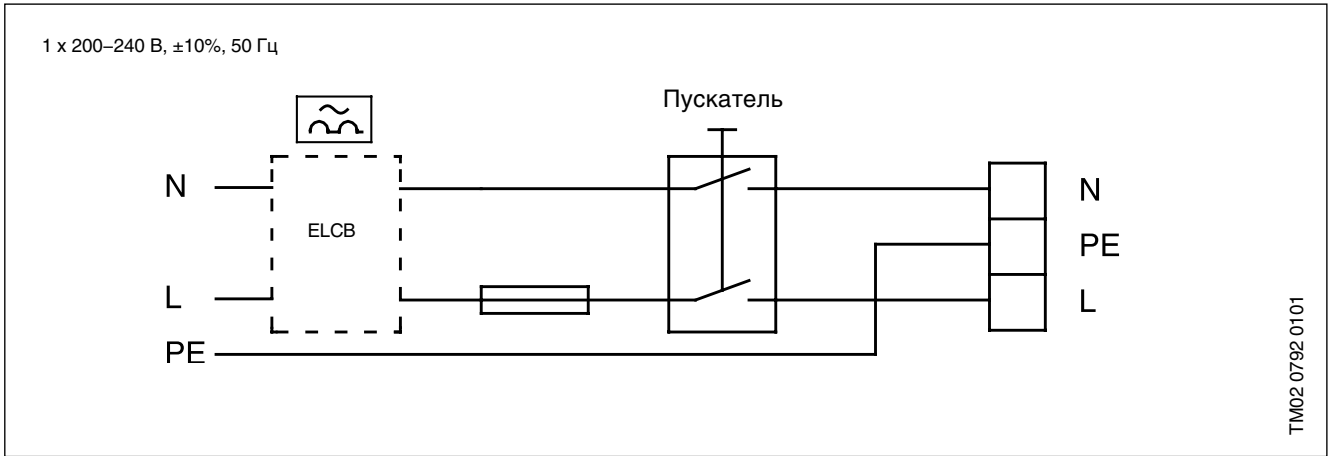 1 x 200–240 В, ±10%, 50 Гц
Пускатель
N
ELCB
L
PE
N
PE
L
TM02 0792 0101